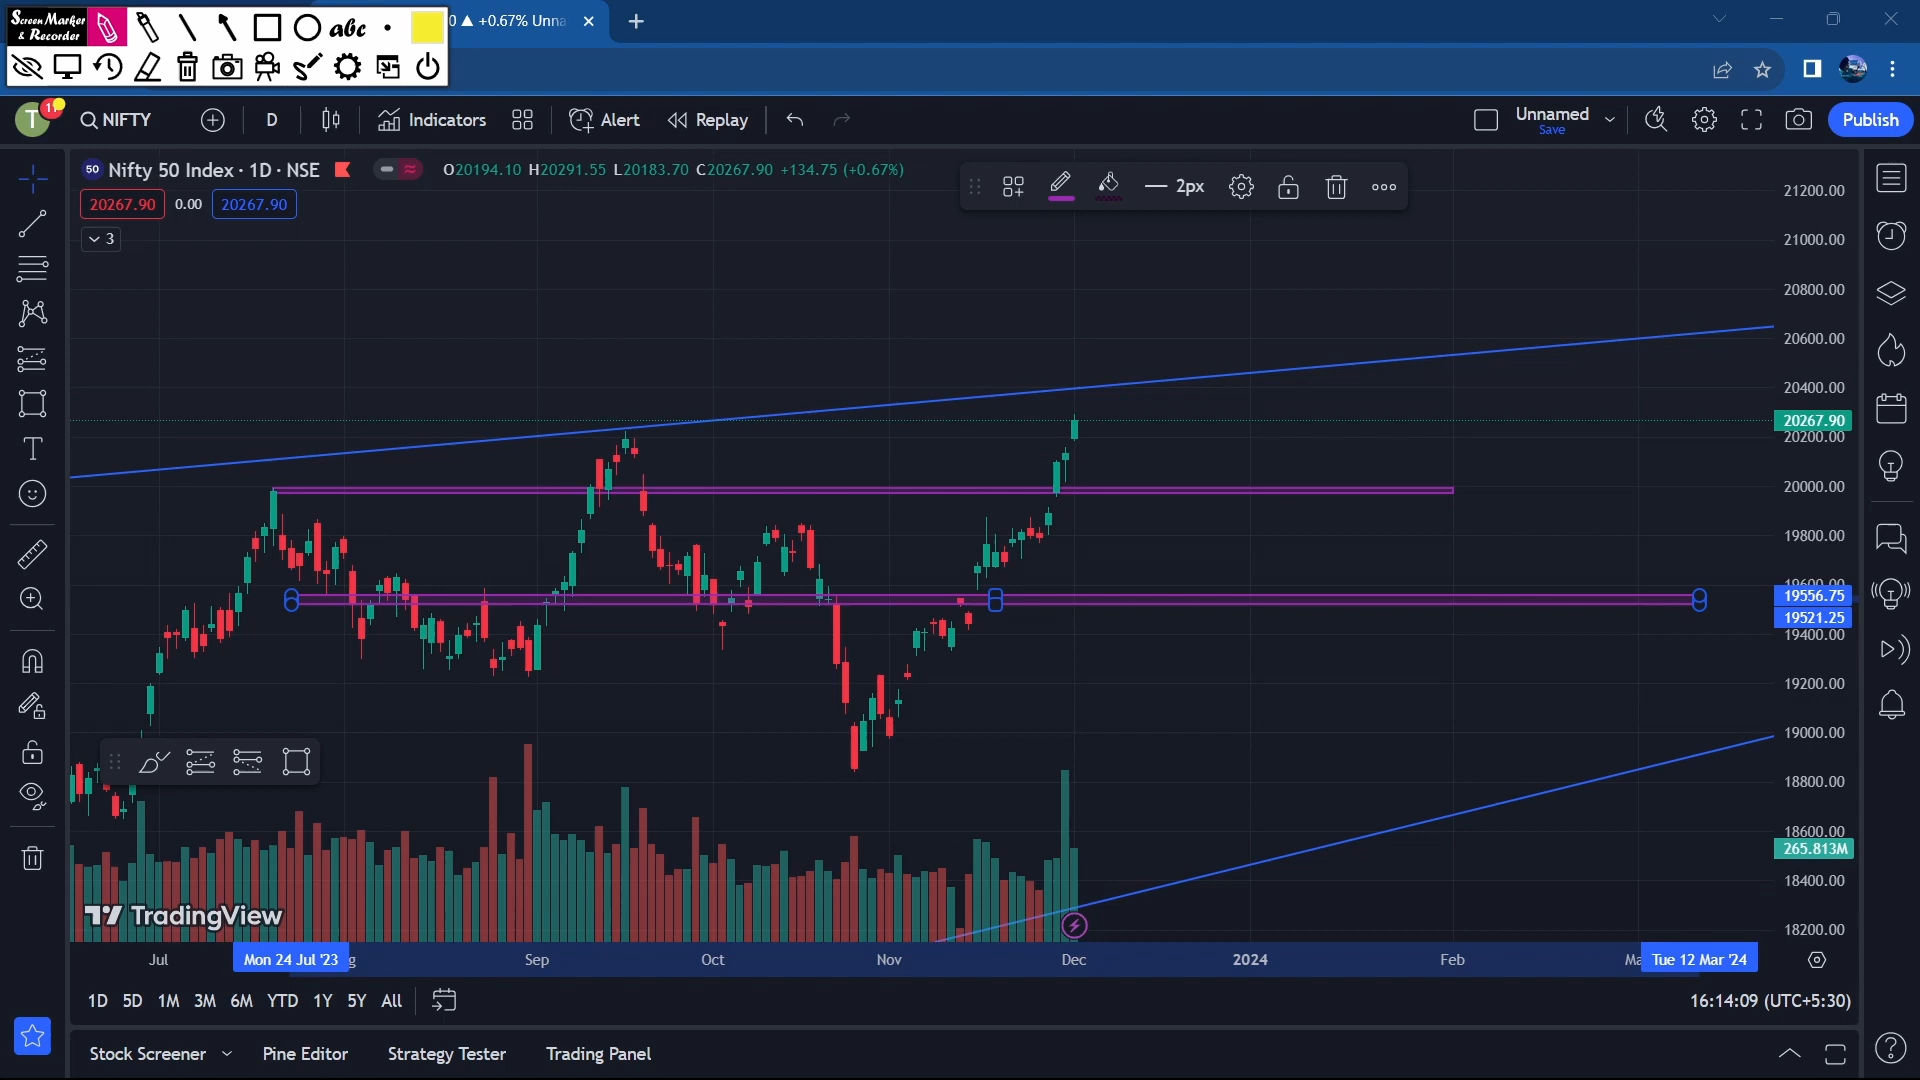 Screen Marker
& Recorder
abc
0 ▲ +0.67% Unna
T
11
NIFTY
D
Indicators
Alert
Replay
Unnamed
Save
Publish
50 Nifty 50 Index · 1D · NSE
O20194.10 H20291.55 L20183.70 C20267.90 +134.75 (+0.67%)
20267.90
0.00
20267.90
3
2px
21200.00
21000.00
20800.00
20600.00
20400.00
20267.90
20200.00
20000.00
19800.00
19600.00
19556.75
19521.25
19400.00
19200.00
19000.00
18800.00
18600.00
265.813M
18400.00
18200.00
TradingView
Jul
Mon 24 Jul '23
g
Sep
Oct
Nov
Dec
2024
Feb
Ma
Tue 12 Mar '24
1D 5D 1M 3M 6M YTD 1Y 5Y All
16:14:09 (UTC+5:30)
Stock Screener
Pine Editor
Strategy Tester
Trading Panel